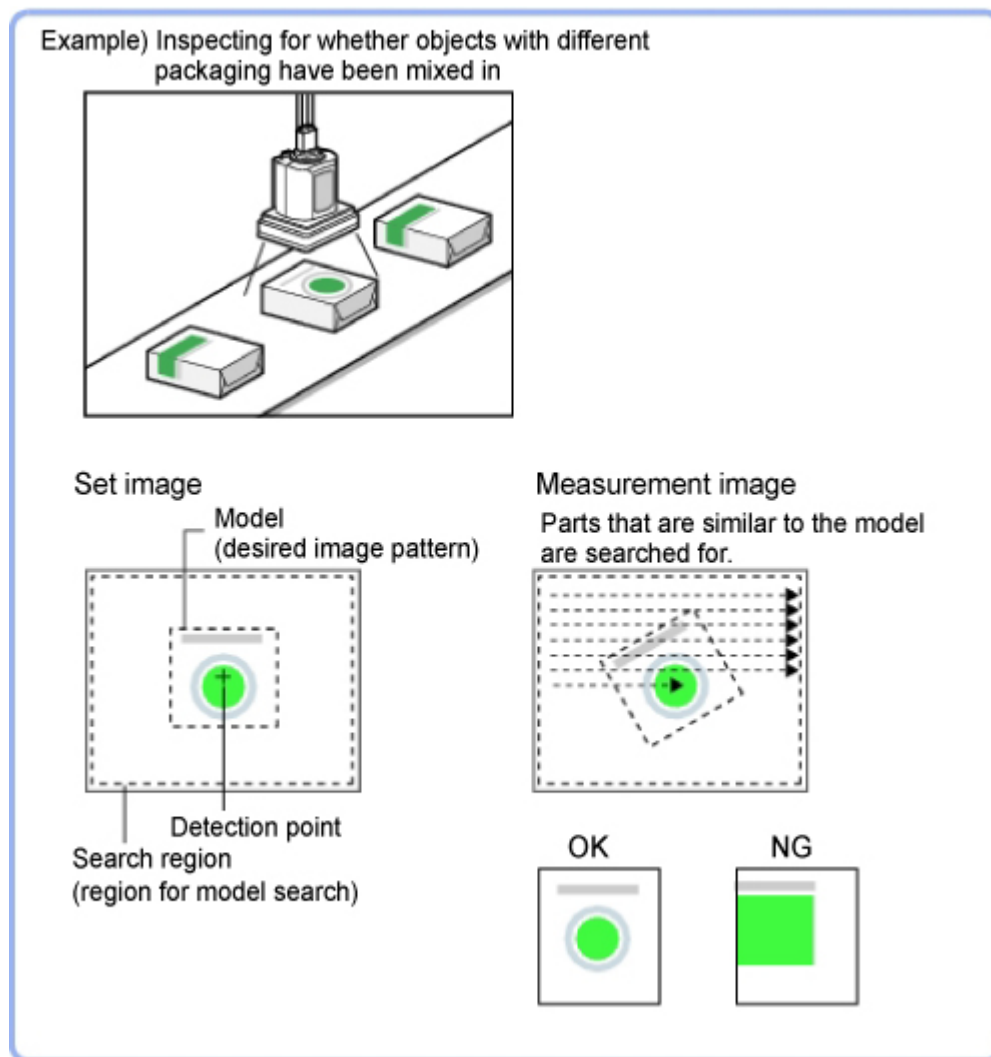 Example) Inspecting for whether objects with different
packaging have been mixed in
Set image
Model
(desired image pattern)
Detection point
Search region
(region for model search)
Measurement image
Parts that are similar to the model
are searched for.
OK
NG